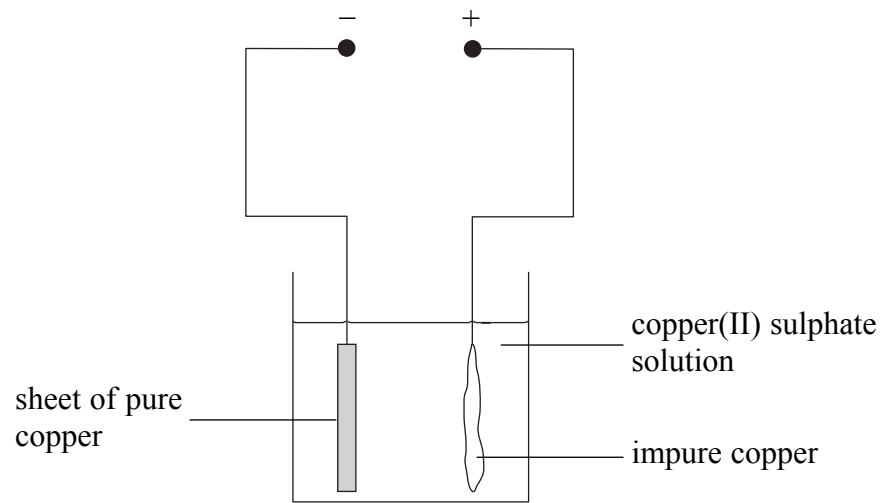 − +
copper(II) sulphate
solution
sheet of pure
copper
impure copper